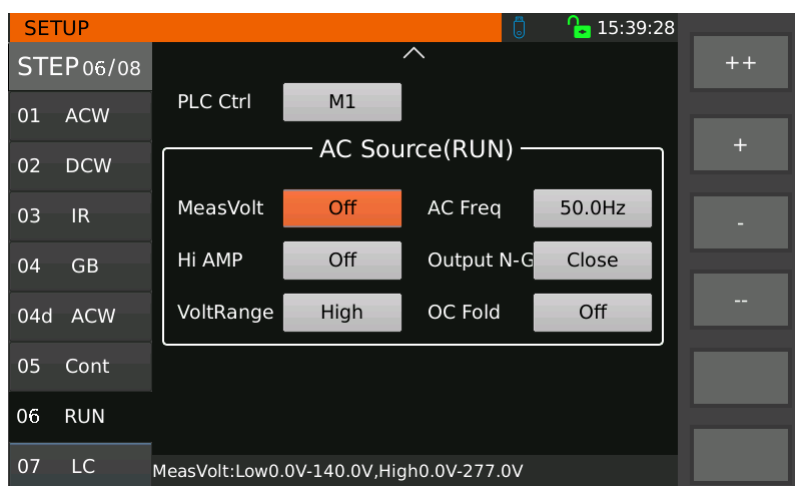 SETUP 15:39:28
STEP 06/08
01 ACW
02 DCW
03 IR
04 GB
04d ACW
05 Cont
06 RUN
07 LC
PLC Ctrl M1
AC Source(RUN)
MeasVolt Off AC Freq 50.0Hz
Hi AMP Off Output N-G Close
VoltRange High OC Fold Off
MeasVolt:Low0.0V-140.0V,High0.0V-277.0V
++
+
-
--